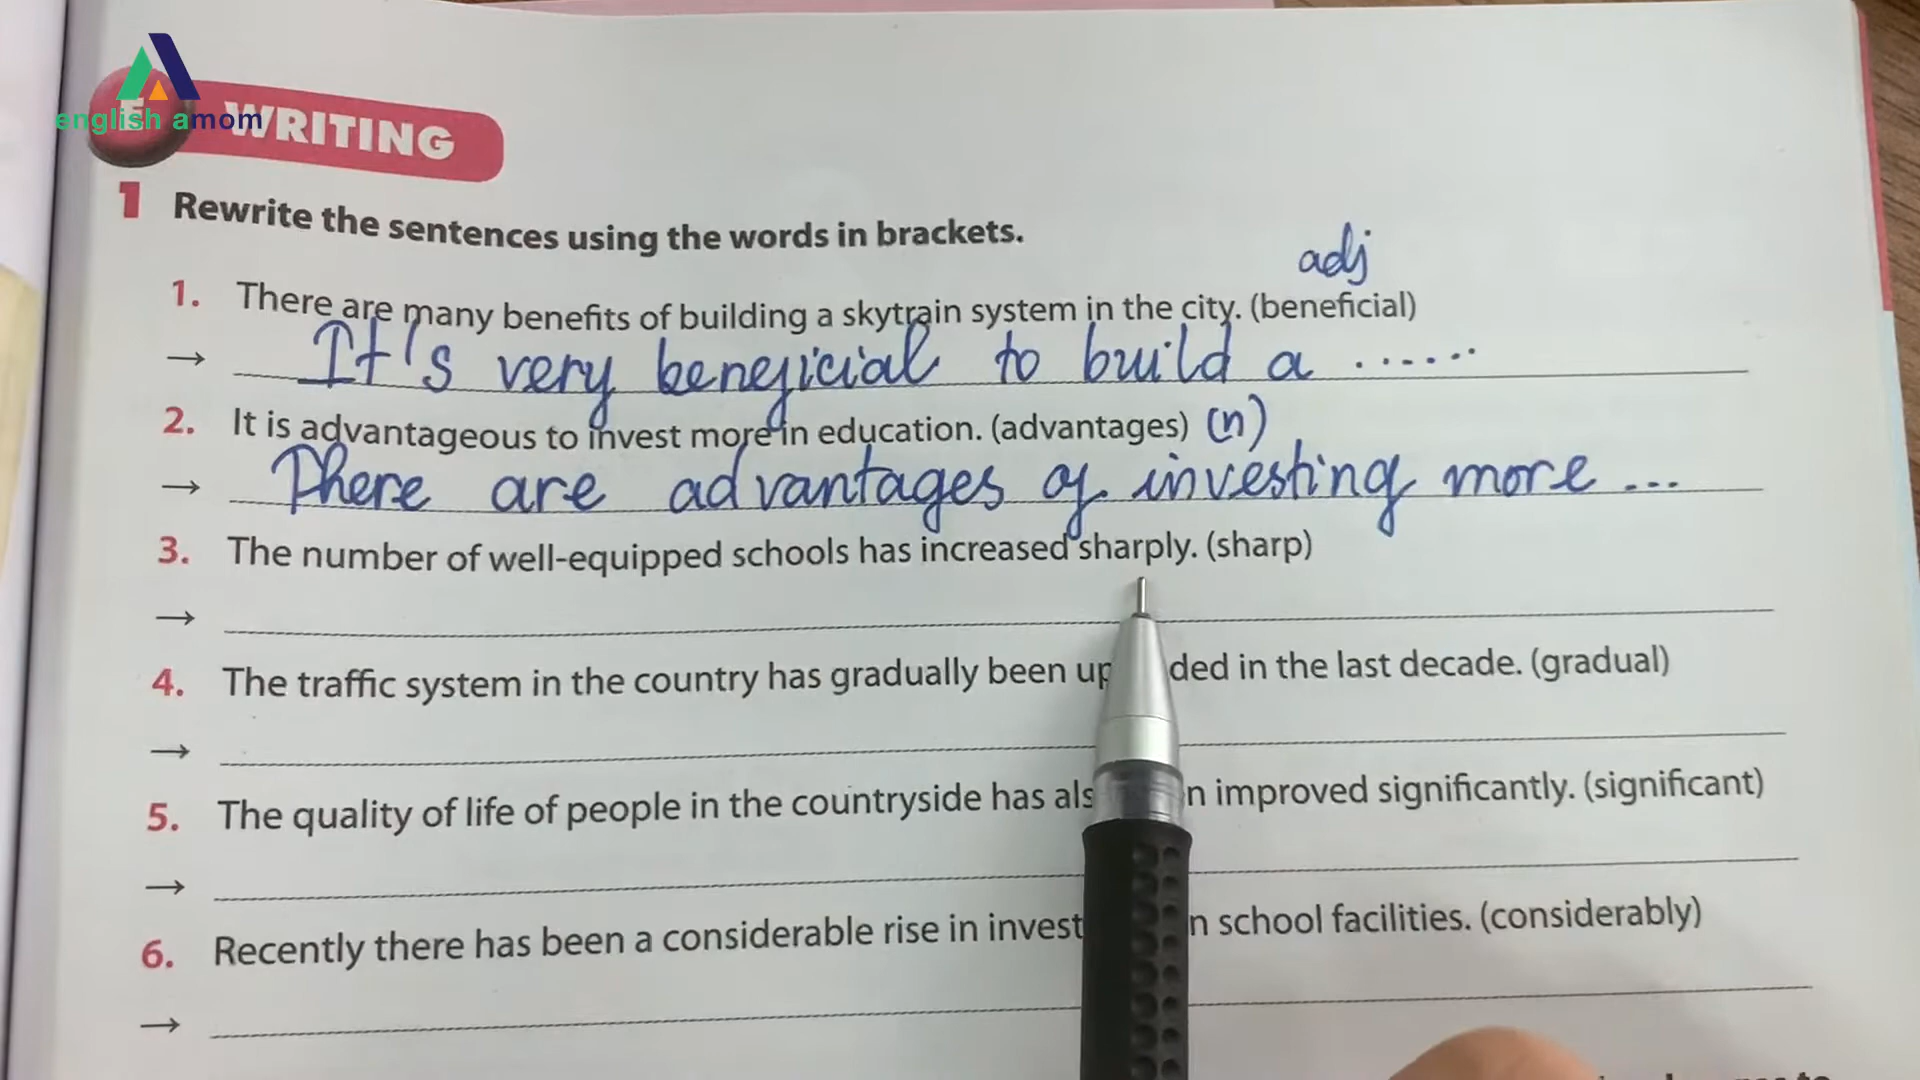 english amom
E WRITING
1 Rewrite the sentences using the words in brackets.
adj
1. There are many benefits of building a skytrain system in the city. (beneficial)
→ It's very beneficial to build a ......
2. It is advantageous to invest more in education. (advantages) (n)
→ There are advantages of investing more ...
3. The number of well-equipped schools has increased sharply. (sharp)
→
4. The traffic system in the country has gradually been up ded in the last decade. (gradual)
→
5. The quality of life of people in the countryside has als n improved significantly. (significant)
→
6. Recently there has been a considerable rise in invest n school facilities. (considerably)
→